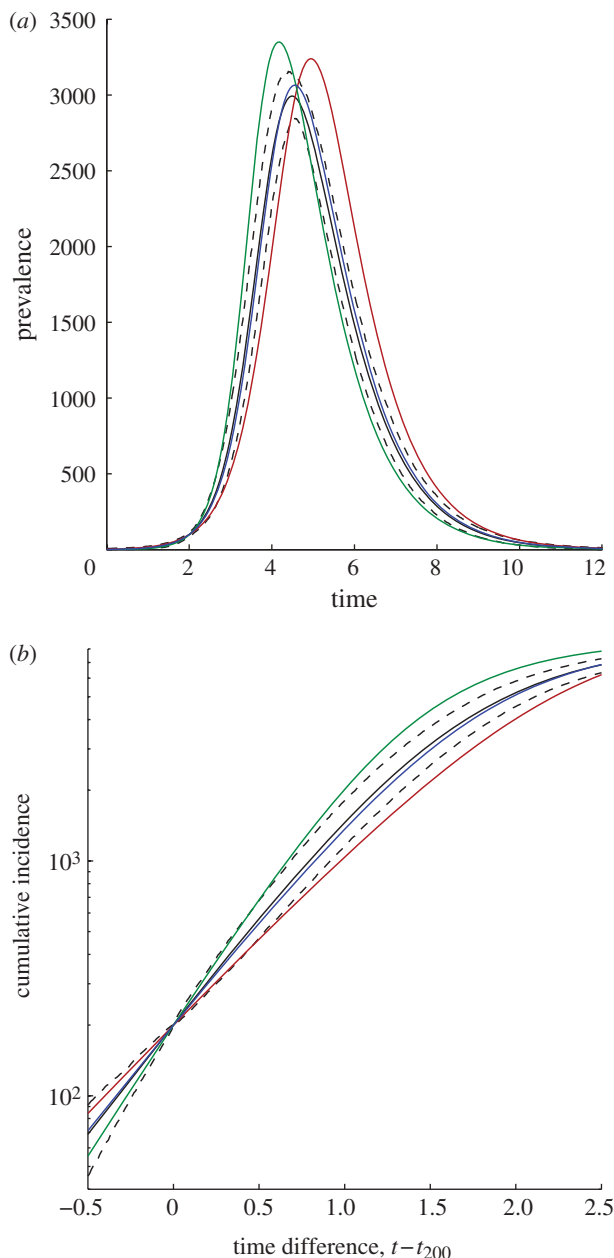 (a)
3500
3000
2500
2000
1500
1000
500
prevalence
0 2 4 6 8 10 12
time
(b)
10³
10²
cumulative incidence
−0.5 0 0.5 1.0 1.5 2.0 2.5
time difference, t−t₂₀₀